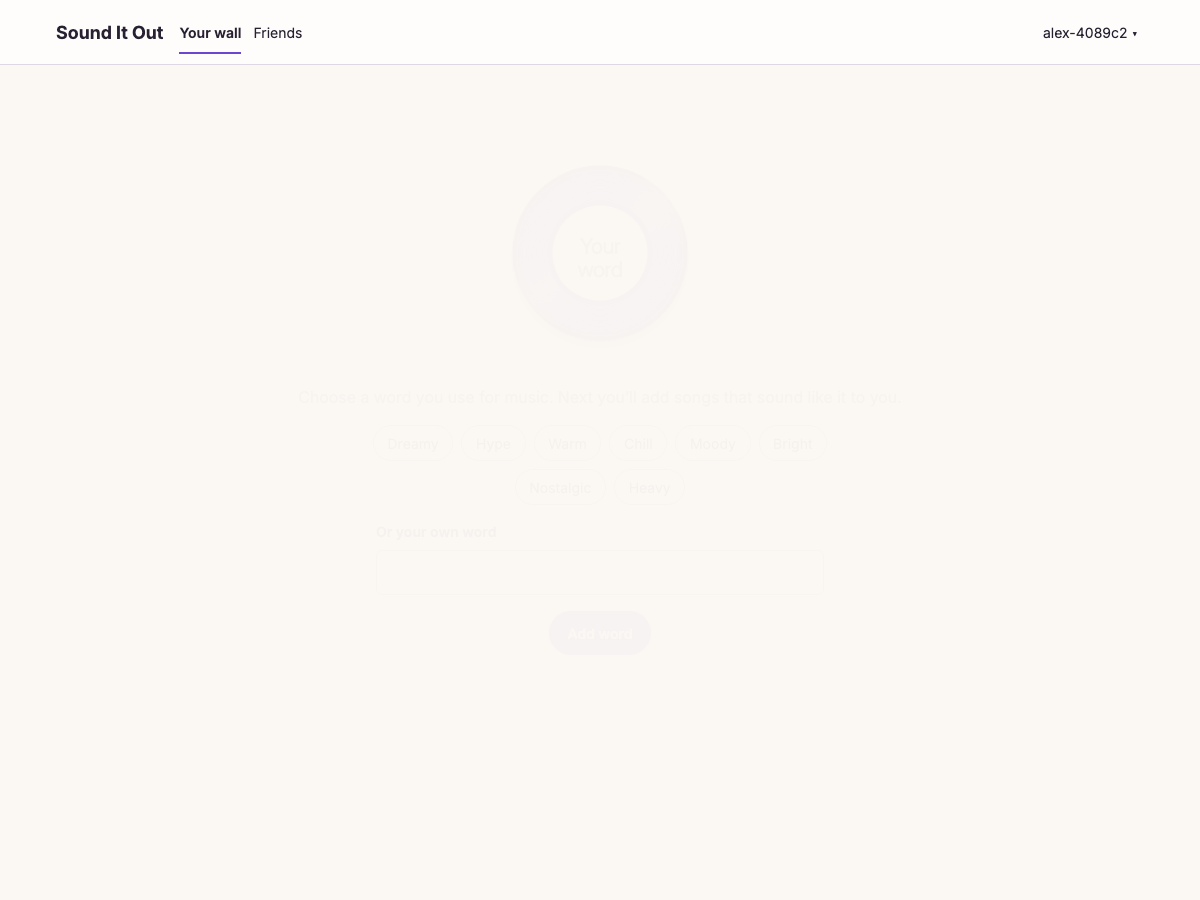 Sound It Out Your wall Friends alex-4089c2 ▾
Your
word
Choose a word you use for music. Next you'll add songs that sound like it to you.
Dreamy Hype Warm Chill Moody Bright
Nostalgic Heavy
Or your own word
Add word